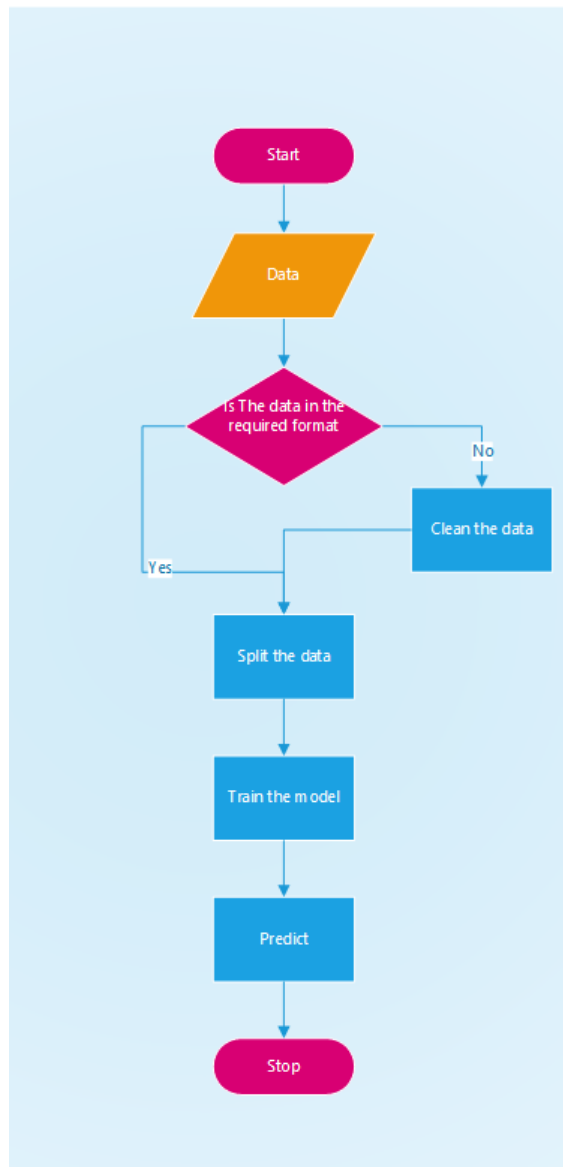 Start
Data
Is The data in the
required format
No
Clean the data
Yes
Split the data
Train the model
Predict
Stop